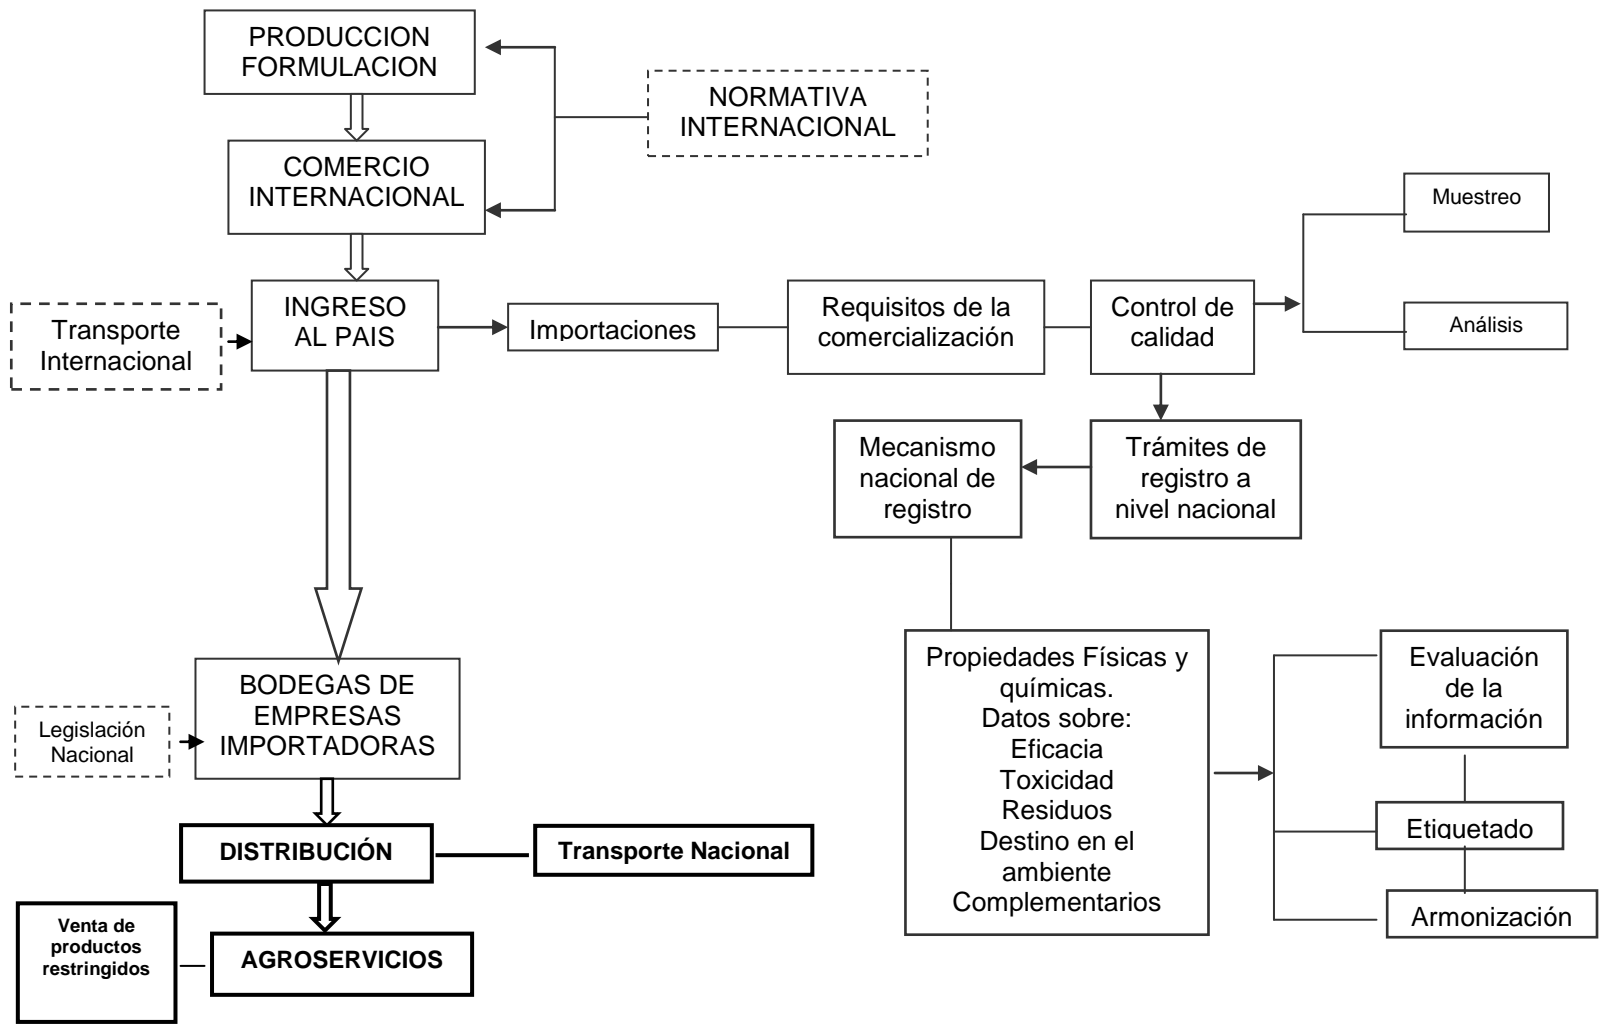 PRODUCCION
FORMULACION
NORMATIVA
INTERNACIONAL
COMERCIO
INTERNACIONAL
Muestreo
Transporte
Internacional
INGRESO
AL PAIS
Importaciones
Requisitos de la
comercialización
Control de
calidad
Análisis
Mecanismo
nacional de
registro
Trámites de
registro a
nivel nacional
Propiedades Físicas y
químicas.
Datos sobre:
Eficacia
Toxicidad
Residuos
Destino en el
ambiente
Complementarios
Evaluación
de la
información
Etiquetado
Armonización
Legislación
Nacional
BODEGAS DE
EMPRESAS
IMPORTADORAS
DISTRIBUCIÓN
Transporte Nacional
Venta de
productos
restringidos
AGROSERVICIOS